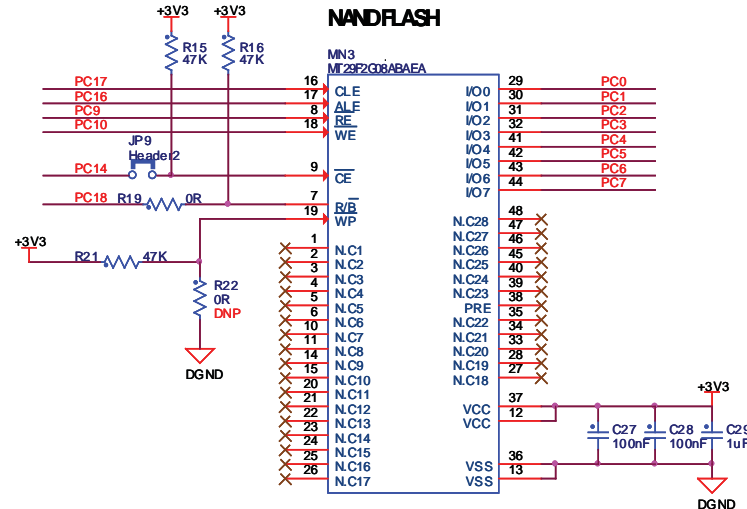 NANDFLASH
+3V3 +3V3
R15 47K
R16 47K
MN3
MT29F2G08ABAEA
PC17 16 CLE
PC16 17 ALE
PC9 8 RE
PC10 18 WE
JP9
Header2
PC14 9 CE
PC18 R19 0R 7 R/B
19 WP
+3V3
R21 47K
R22
0R
DNP
DGND
1 N.C1
2 N.C2
3 N.C3
4 N.C4
5 N.C5
6 N.C6
10 N.C7
11 N.C8
14 N.C9
15 N.C10
20 N.C11
21 N.C12
22 N.C13
23 N.C14
24 N.C15
25 N.C16
26 N.C17
I/O0 29 PC0
I/O1 30 PC1
I/O2 31 PC2
I/O3 32 PC3
I/O4 41 PC4
I/O5 42 PC5
I/O6 43 PC6
I/O7 44 PC7
N.C28 48
N.C27 47
N.C26 46
N.C25 45
N.C24 40
N.C23 39
PRE 38
N.C22 35
N.C21 34
N.C20 33
N.C19 28
N.C18 27
VCC 37
VCC 12
VSS 36
VSS 13
+3V3
C27
100nF
C28
100nF
C29
1uF
DGND